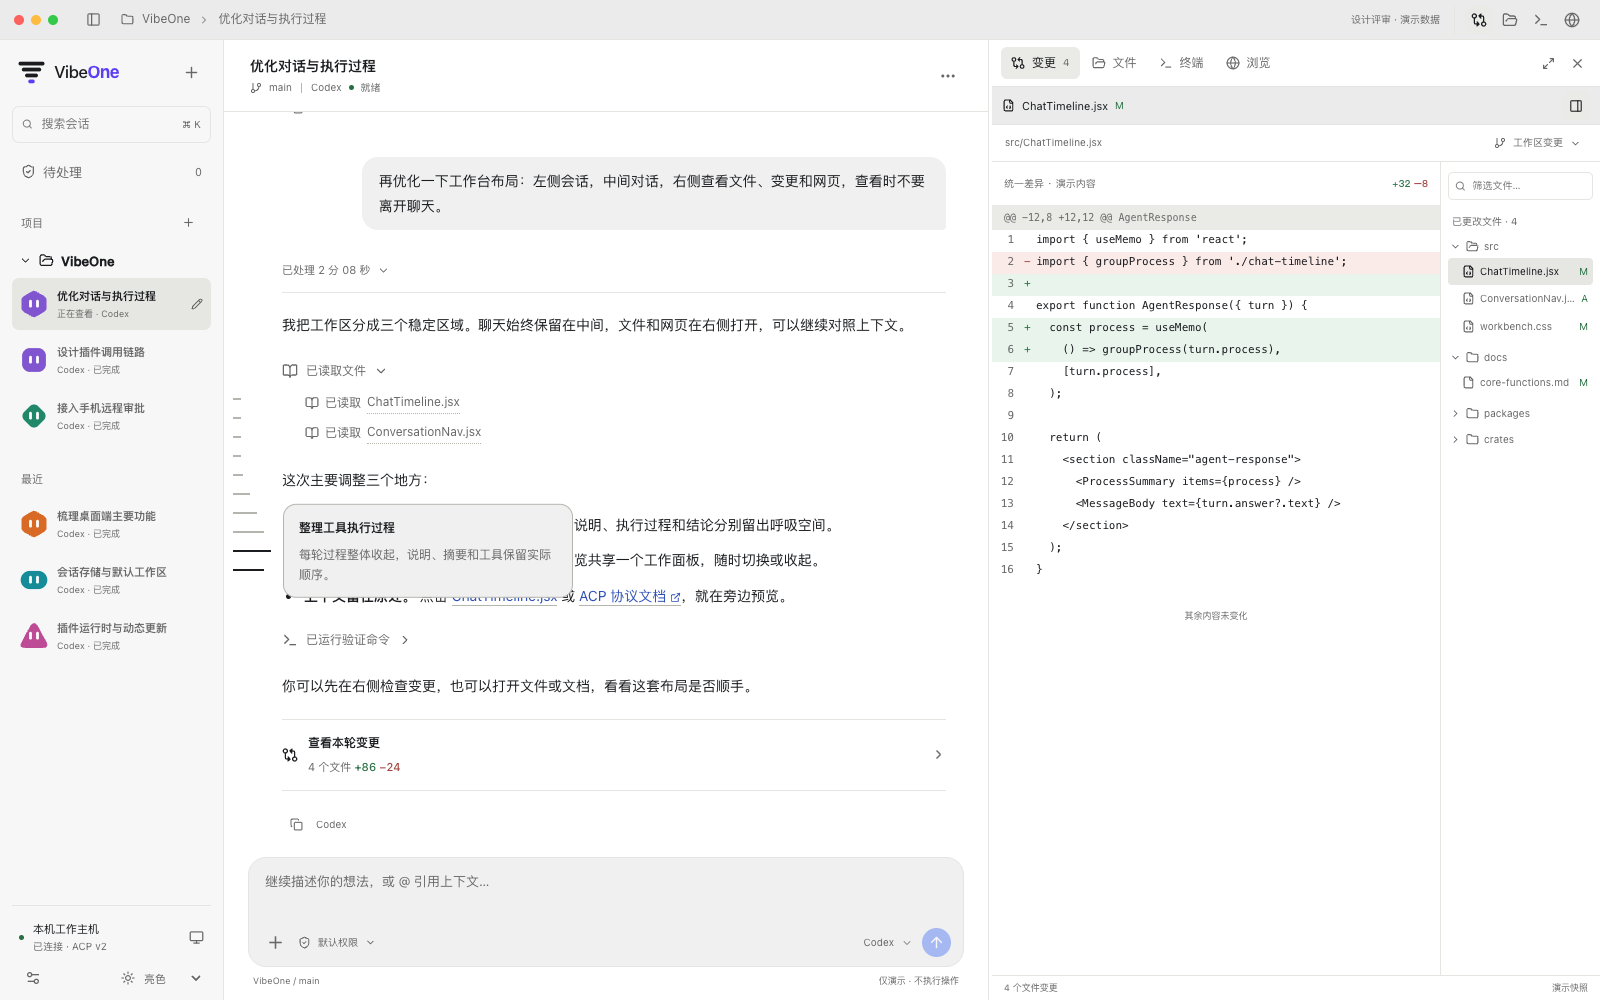 VibeOne
优化对话与执行过程
设计评审 · 演示数据
VibeOne
搜索会话
⌘ K
待处理
0
项目
VibeOne
优化对话与执行过程
正在查看 · Codex
设计插件调用链路
Codex · 已完成
接入手机远程审批
Codex · 已完成
最近
梳理桌面端主要功能
Codex · 已完成
会话存储与默认工作区
Codex · 已完成
插件运行时与动态更新
Codex · 已完成
本机工作主机
已连接 · ACP v2
亮色
优化对话与执行过程
main | Codex 就绪
再优化一下工作台布局：左侧会话，中间对话，右侧查看文件、变更和网页，查看时不要
离开聊天。
已处理 2 分 08 秒
我把工作区分成三个稳定区域。聊天始终保留在中间，文件和网页在右侧打开，可以继续对照上下文。
已读取文件
已读取 ChatTimeline.jsx
已读取 ConversationNav.jsx
这次主要调整三个地方：
整理工具执行过程
每轮过程整体收起，说明、摘要和工具保留实际
顺序。
说明、执行过程和结论分别留出呼吸空间。
览共享一个工作面板，随时切换或收起。
上下文留在原处。点击 ChatTimeline.jsx 或 ACP 协议文档，就在旁边预览。
已运行验证命令
你可以先在右侧检查变更，也可以打开文件或文档，看看这套布局是否顺手。
查看本轮变更
4 个文件 +86 −24
Codex
继续描述你的想法，或 @ 引用上下文...
默认权限
Codex
VibeOne / main
仅演示 · 不执行操作
变更 4
文件
终端
浏览
ChatTimeline.jsx M
src/ChatTimeline.jsx
工作区变更
统一差异 · 演示内容
+32 −8
@@ −12,8 +12,12 @@ AgentResponse
1 import { useMemo } from 'react';
2 − import { groupProcess } from './chat-timeline';
3 +
4 export function AgentResponse({ turn }) {
5 + const process = useMemo(
6 + () => groupProcess(turn.process),
7 [turn.process],
8 );
9
10 return (
11 <section className="agent-response">
12 <ProcessSummary items={process} />
13 <MessageBody text={turn.answer?.text} />
14 </section>
15 );
16 }
其余内容未变化
筛选文件...
已更改文件 · 4
src
ChatTimeline.jsx M
ConversationNav.j... A
workbench.css M
docs
core-functions.md M
packages
crates
4 个文件变更
演示快照